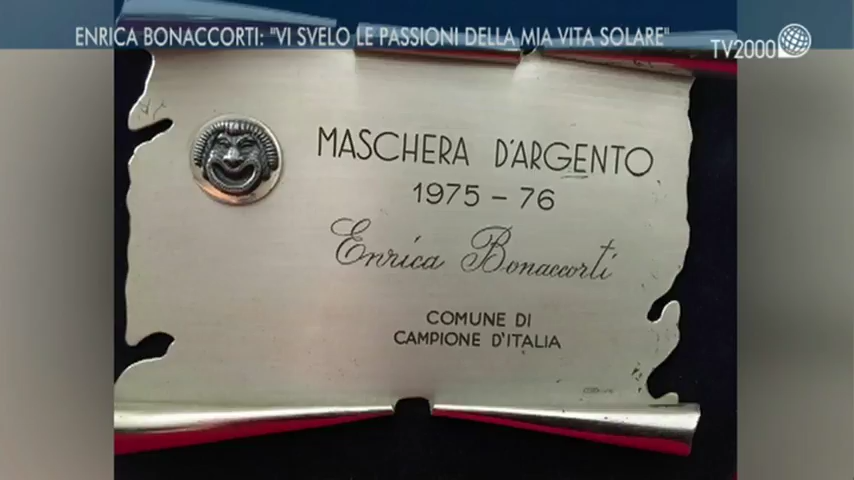 ENRICA BONACCORTI: "VI SVELO LE PASSIONI DELLA MIA VITA SOLARE"
TV2000
MASCHERA D'ARGENTO
1975 – 76
Enrica Bonaccorti
COMUNE DI
CAMPIONE D'ITALIA